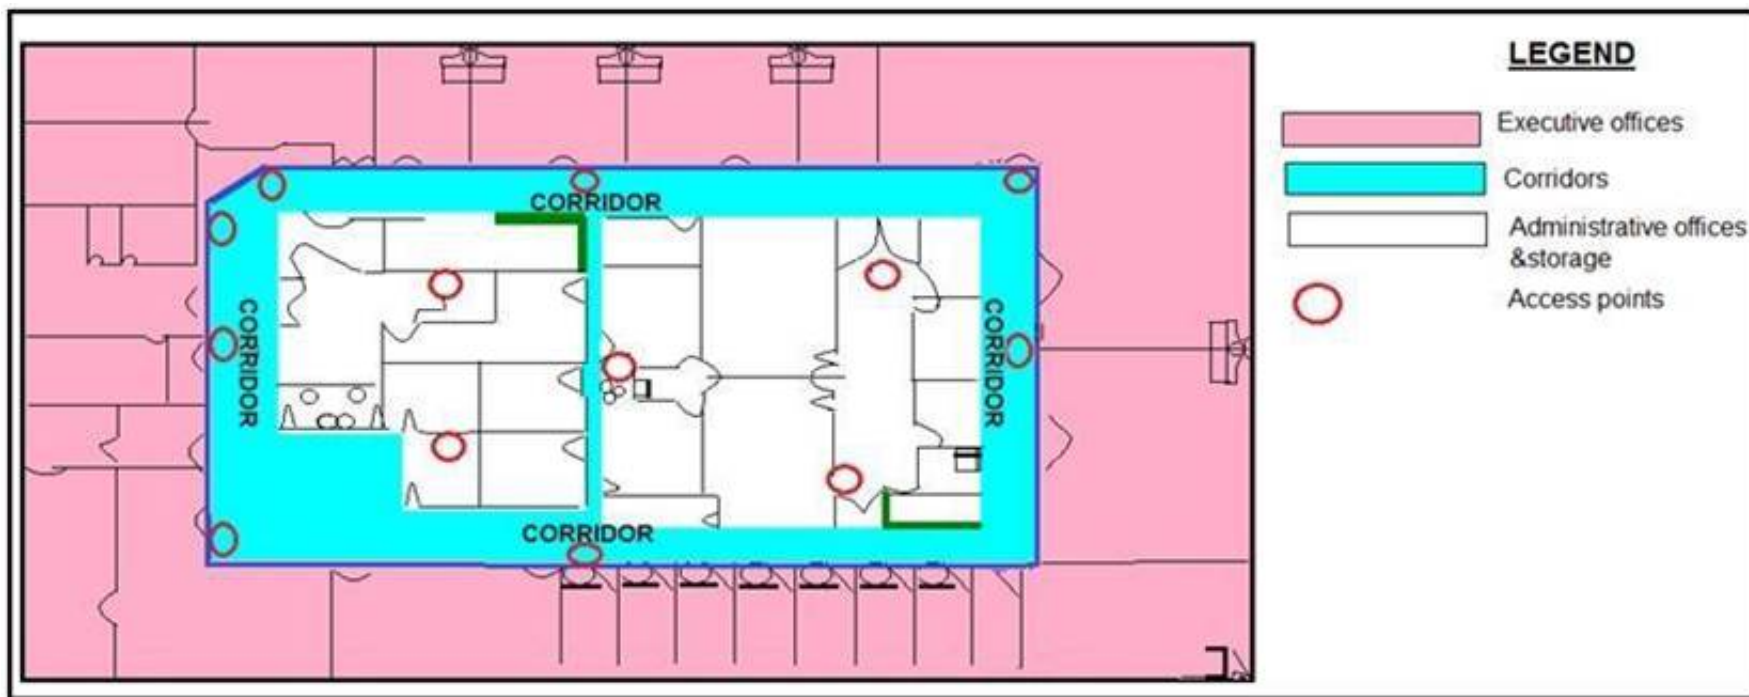 LEGEND
Executive offices
Corridors
Administrative offices
&storage
Access points
CORRIDOR
CORRIDOR
CORRIDOR
CORRIDOR